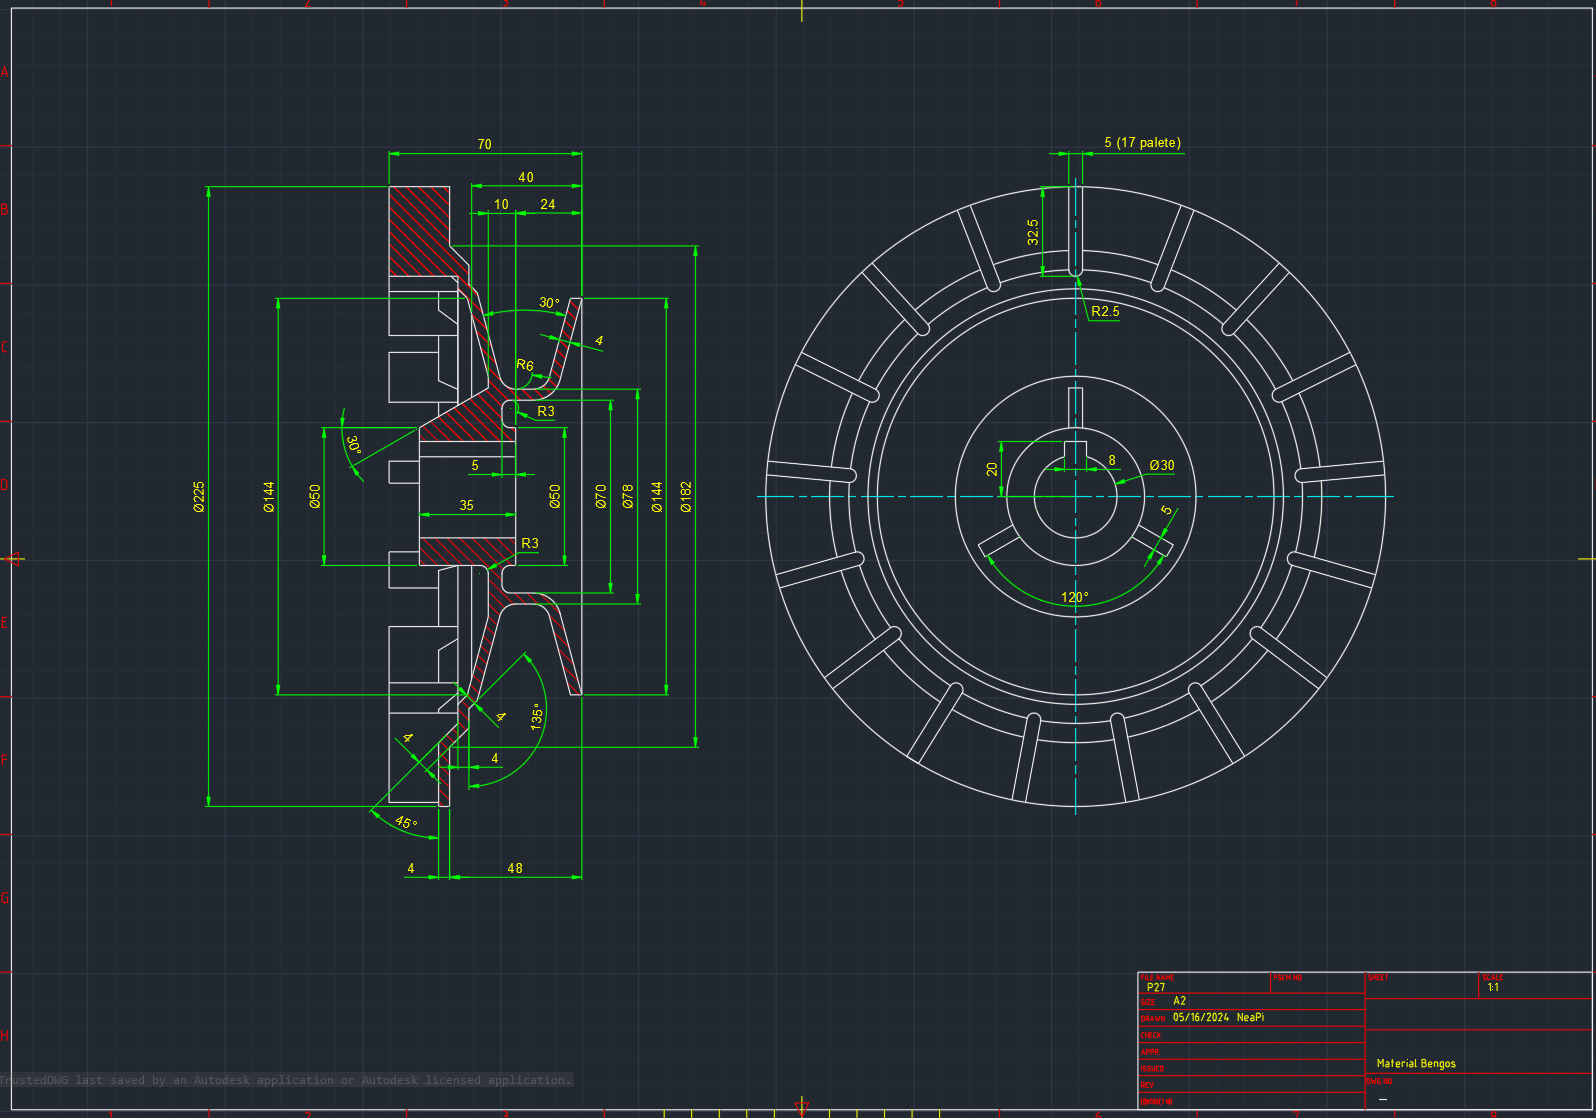 2 3 4 5 6 7 8
A
B
C
D
E
F
G
H
70
40
10 24
30°
4
R6
R3
30°
5
35
Ø225
Ø144
Ø50
Ø50
Ø70
Ø78
Ø144
Ø182
R3
4
135°
4
4
45°
4 48
5 (17 palete)
32.5
R2.5
20
8
Ø30
5
120°
FILE NAME
P27
FSCM NO
SHEET
SCALE
1:1
SIZE A2
DRAWN 05/16/2024 NeaPi
CHECK
APPR.
ISSUED
REV
Material Bengos
DWG NO
—
TrustedDWG last saved by an Autodesk application or Autodesk licensed application.